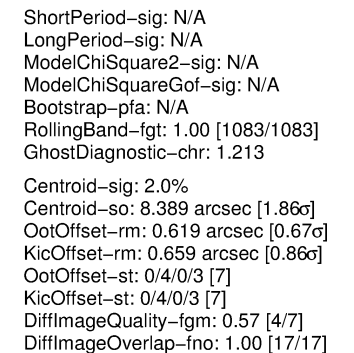 ShortPeriod−sig: N/A
LongPeriod−sig: N/A
ModelChiSquare2−sig: N/A
ModelChiSquareGof−sig: N/A
Bootstrap−pfa: N/A
RollingBand−fgt: 1.00 [1083/1083]
GhostDiagnostic−chr: 1.213
Centroid−sig: 2.0%
Centroid−so: 8.389 arcsec [1.86σ]
OotOffset−rm: 0.619 arcsec [0.67σ]
KicOffset−rm: 0.659 arcsec [0.86σ]
OotOffset−st: 0/4/0/3 [7]
KicOffset−st: 0/4/0/3 [7]
DiffImageQuality−fgm: 0.57 [4/7]
DiffImageOverlap−fno: 1.00 [17/17]